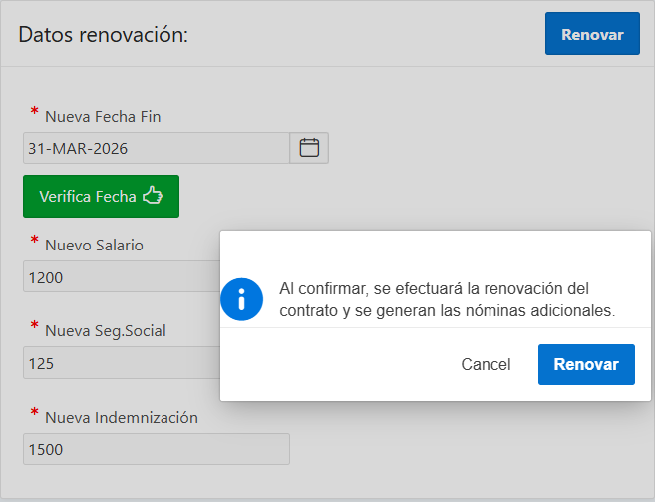 Datos renovación:
Renovar
* Nueva Fecha Fin
31-MAR-2026
Verifica Fecha
* Nuevo Salario
1200
Al confirmar, se efectuará la renovación del
contrato y se generan las nóminas adicionales.
* Nueva Seg.Social
125
Cancel
Renovar
* Nueva Indemnización
1500